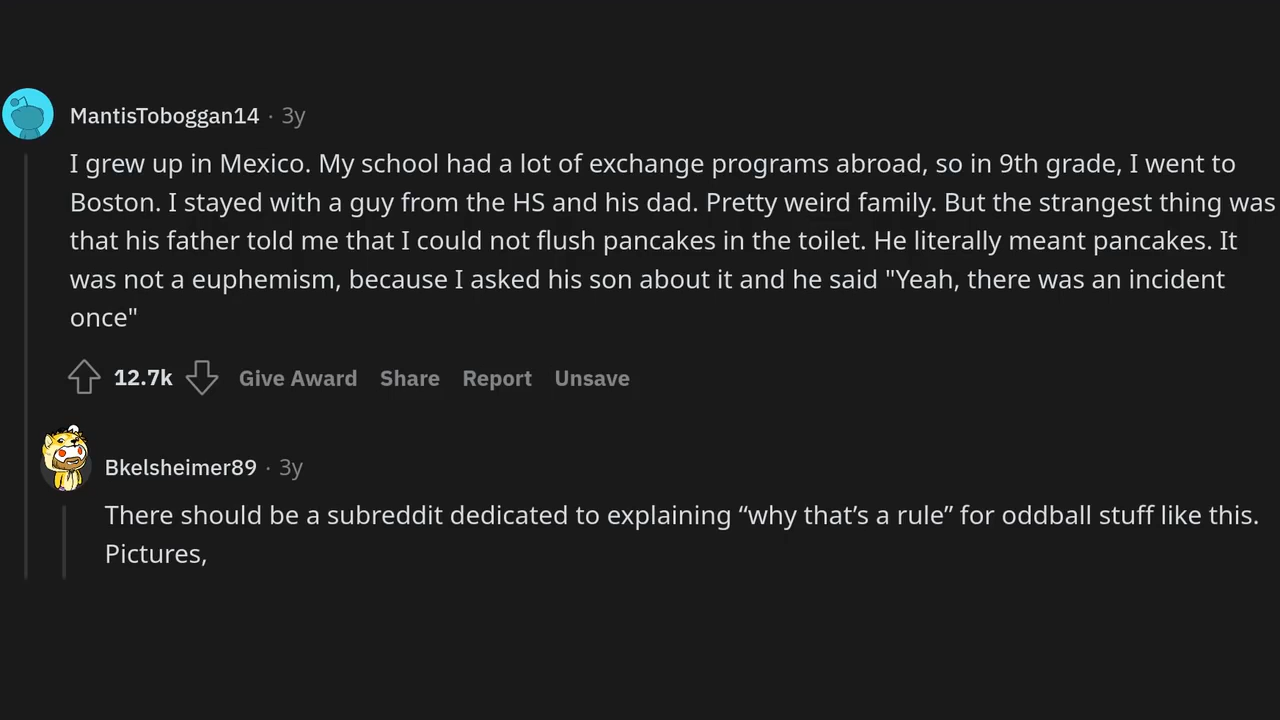 MantisToboggan14 · 3y
I grew up in Mexico. My school had a lot of exchange programs abroad, so in 9th grade, I went to
Boston. I stayed with a guy from the HS and his dad. Pretty weird family. But the strangest thing was
that his father told me that I could not flush pancakes in the toilet. He literally meant pancakes. It
was not a euphemism, because I asked his son about it and he said "Yeah, there was an incident
once"
12.7k Give Award Share Report Unsave
Bkelsheimer89 · 3y
There should be a subreddit dedicated to explaining “why that’s a rule” for oddball stuff like this.
Pictures,